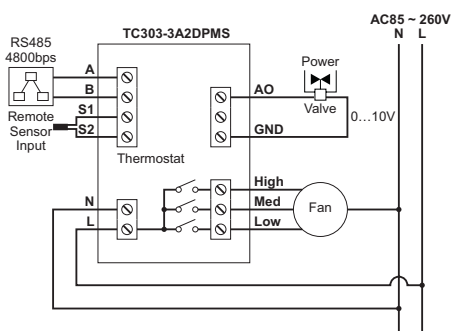 AC85 ~ 260V
N L
TC303-3A2DPMS
RS485
4800bps
A
B
S1
S2
Remote
Sensor
Input
Thermostat
Power
Valve
AO
GND
0...10V
N
L
High
Med
Low
Fan